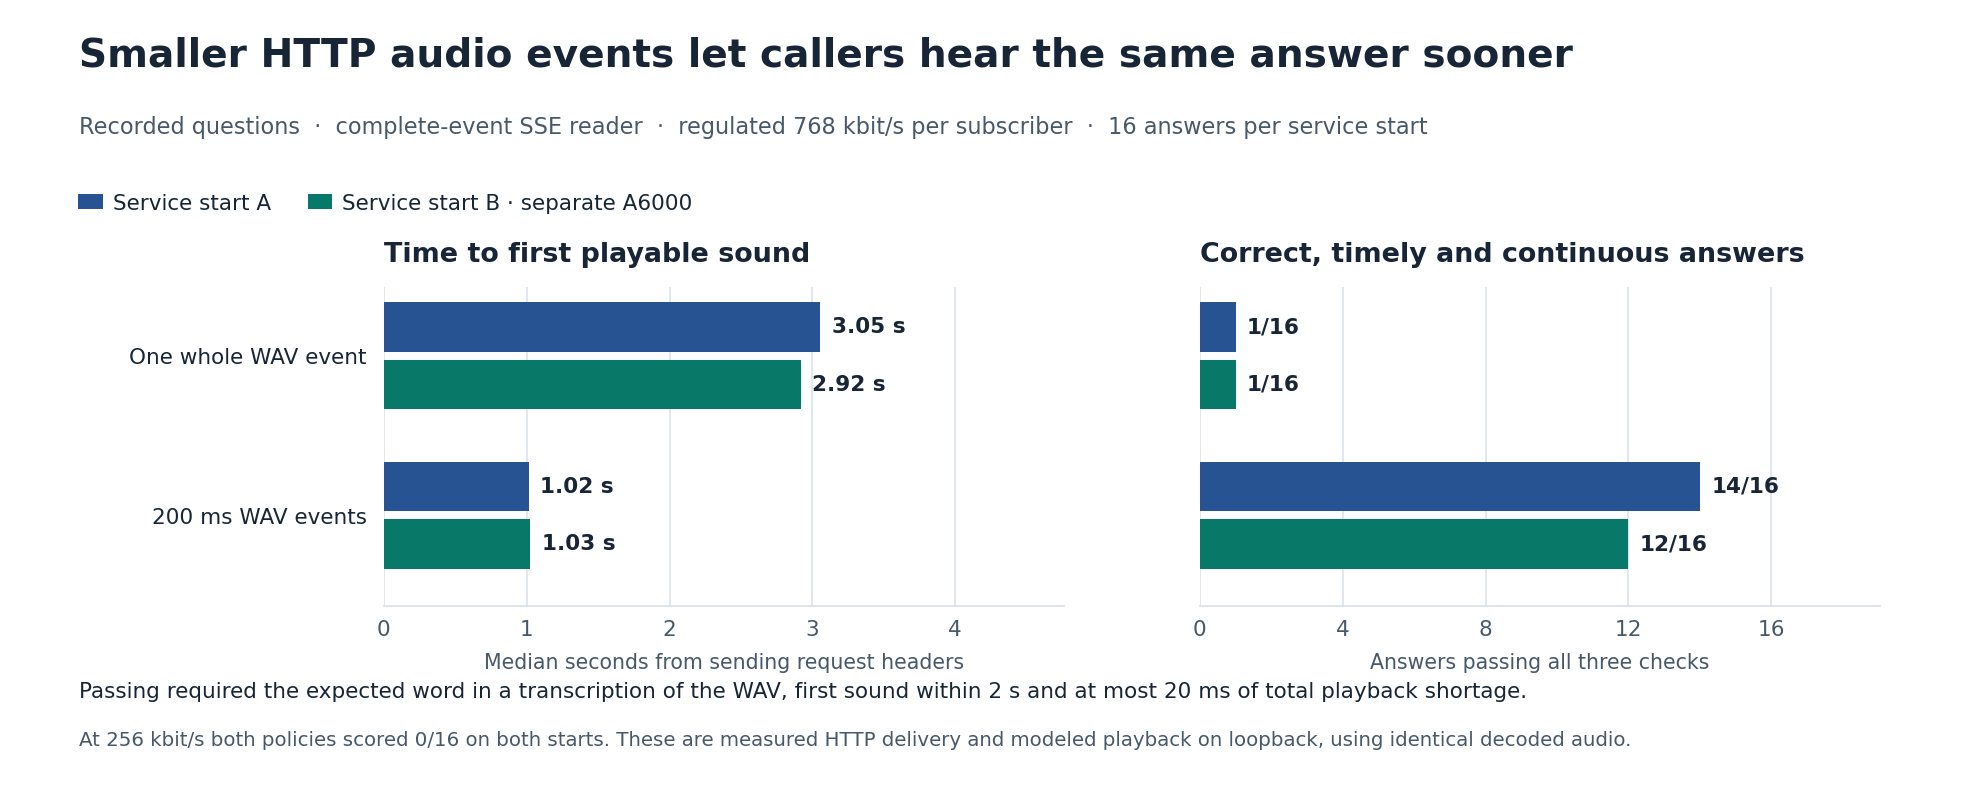 Smaller HTTP audio events let callers hear the same answer sooner
Recorded questions · complete-event SSE reader · regulated 768 kbit/s per subscriber · 16 answers per service start
Service start A
Service start B · separate A6000
Time to first playable sound
One whole WAV event
3.05 s
2.92 s
200 ms WAV events
1.02 s
1.03 s
0 1 2 3 4
Median seconds from sending request headers
Correct, timely and continuous answers
1/16
1/16
14/16
12/16
0 4 8 12 16
Answers passing all three checks
Passing required the expected word in a transcription of the WAV, first sound within 2 s and at most 20 ms of total playback shortage.
At 256 kbit/s both policies scored 0/16 on both starts. These are measured HTTP delivery and modeled playback on loopback, using identical decoded audio.